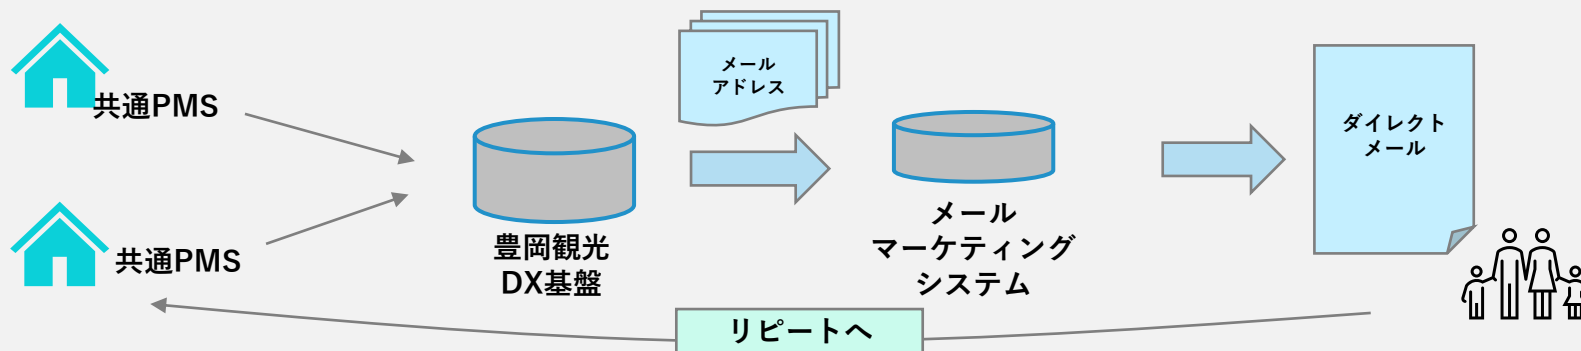 共通PMS
共通PMS
豊岡観光
DX基盤
メール
アドレス
メール
マーケティング
システム
ダイレクト
メール
リピートへ